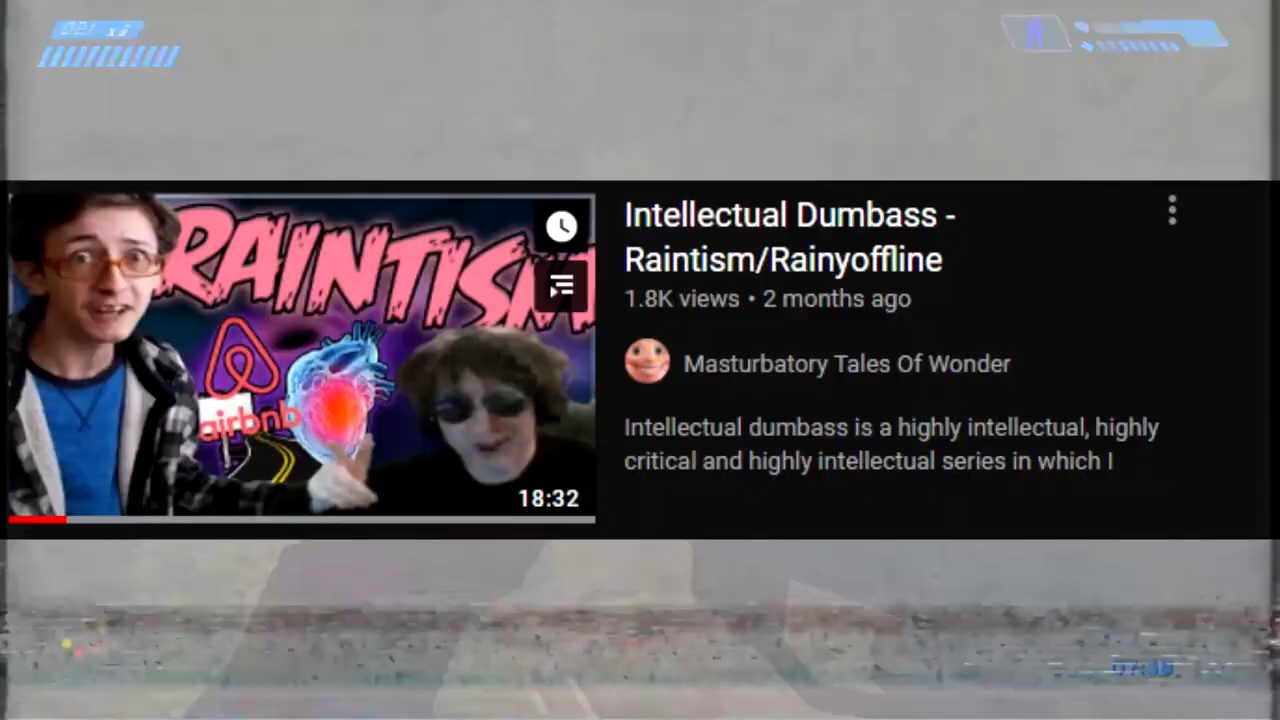 RAINTISM
airbnb
18:32
Intellectual Dumbass -
Raintism/Rainyoffline
1.8K views • 2 months ago
Masturbatory Tales Of Wonder
Intellectual dumbass is a highly intellectual, highly
critical and highly intellectual series in which I